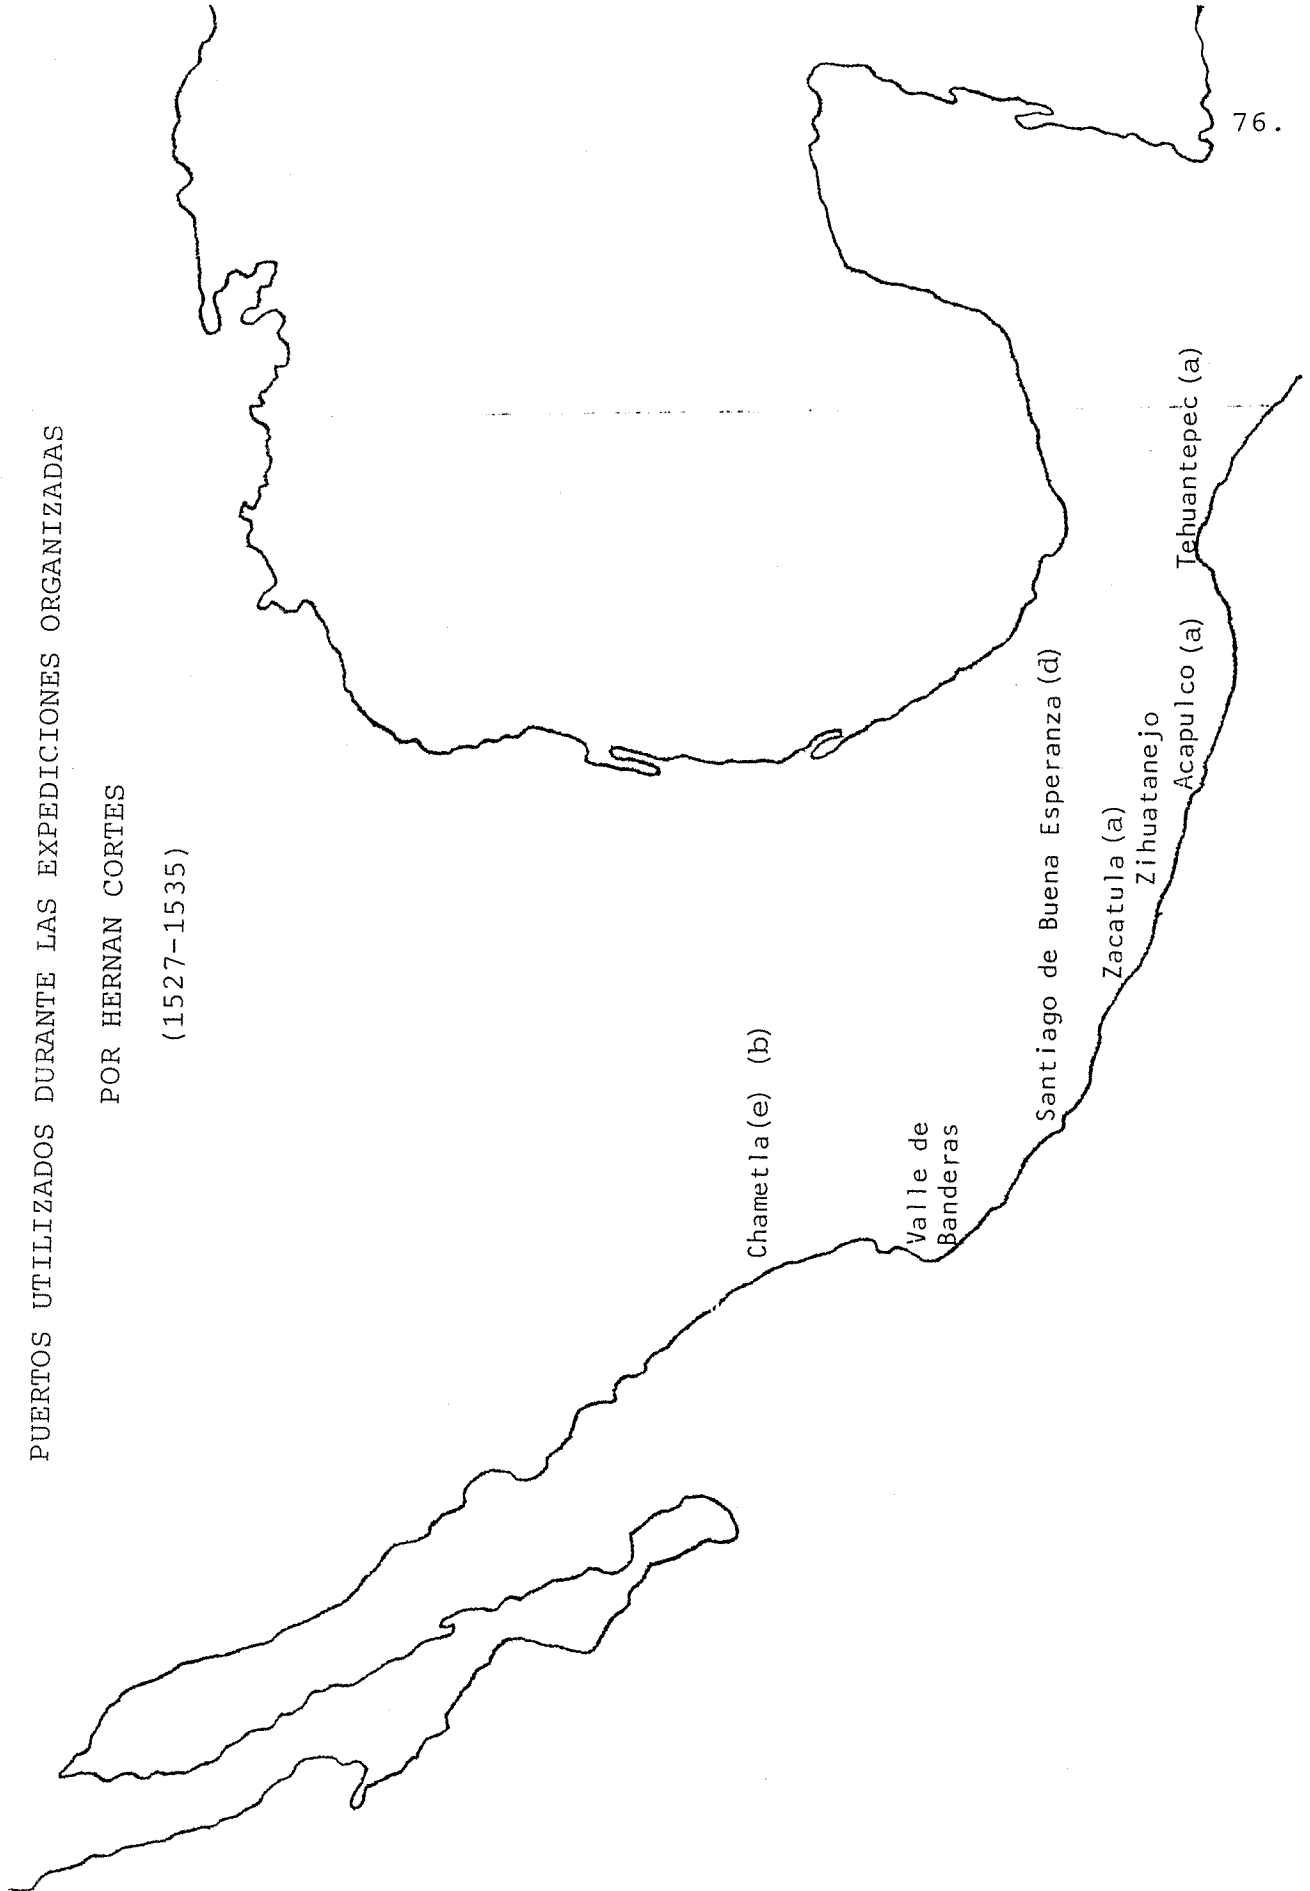 PUERTOS UTILIZADOS DURANTE LAS EXPEDICIONES ORGANIZADAS
POR HERNAN CORTES
(1527-1535)
Chametla(e) (b)
Valle de
Banderas
Santiago de Buena Esperanza (d)
Zacatula (a)
Zihuatanejo
Acapulco (a)
Tehuantepec (a)
76.